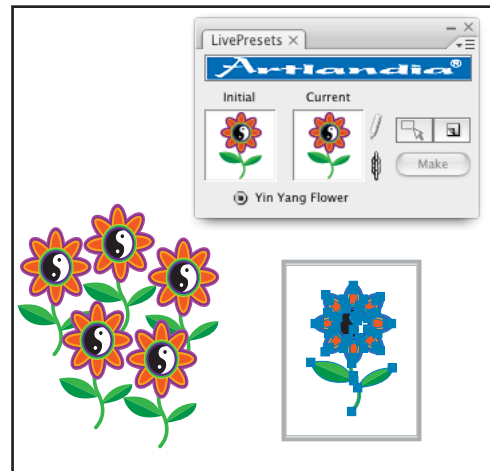 LivePresets ×
Artlandia®
Initial Current
Make
Yin Yang Flower